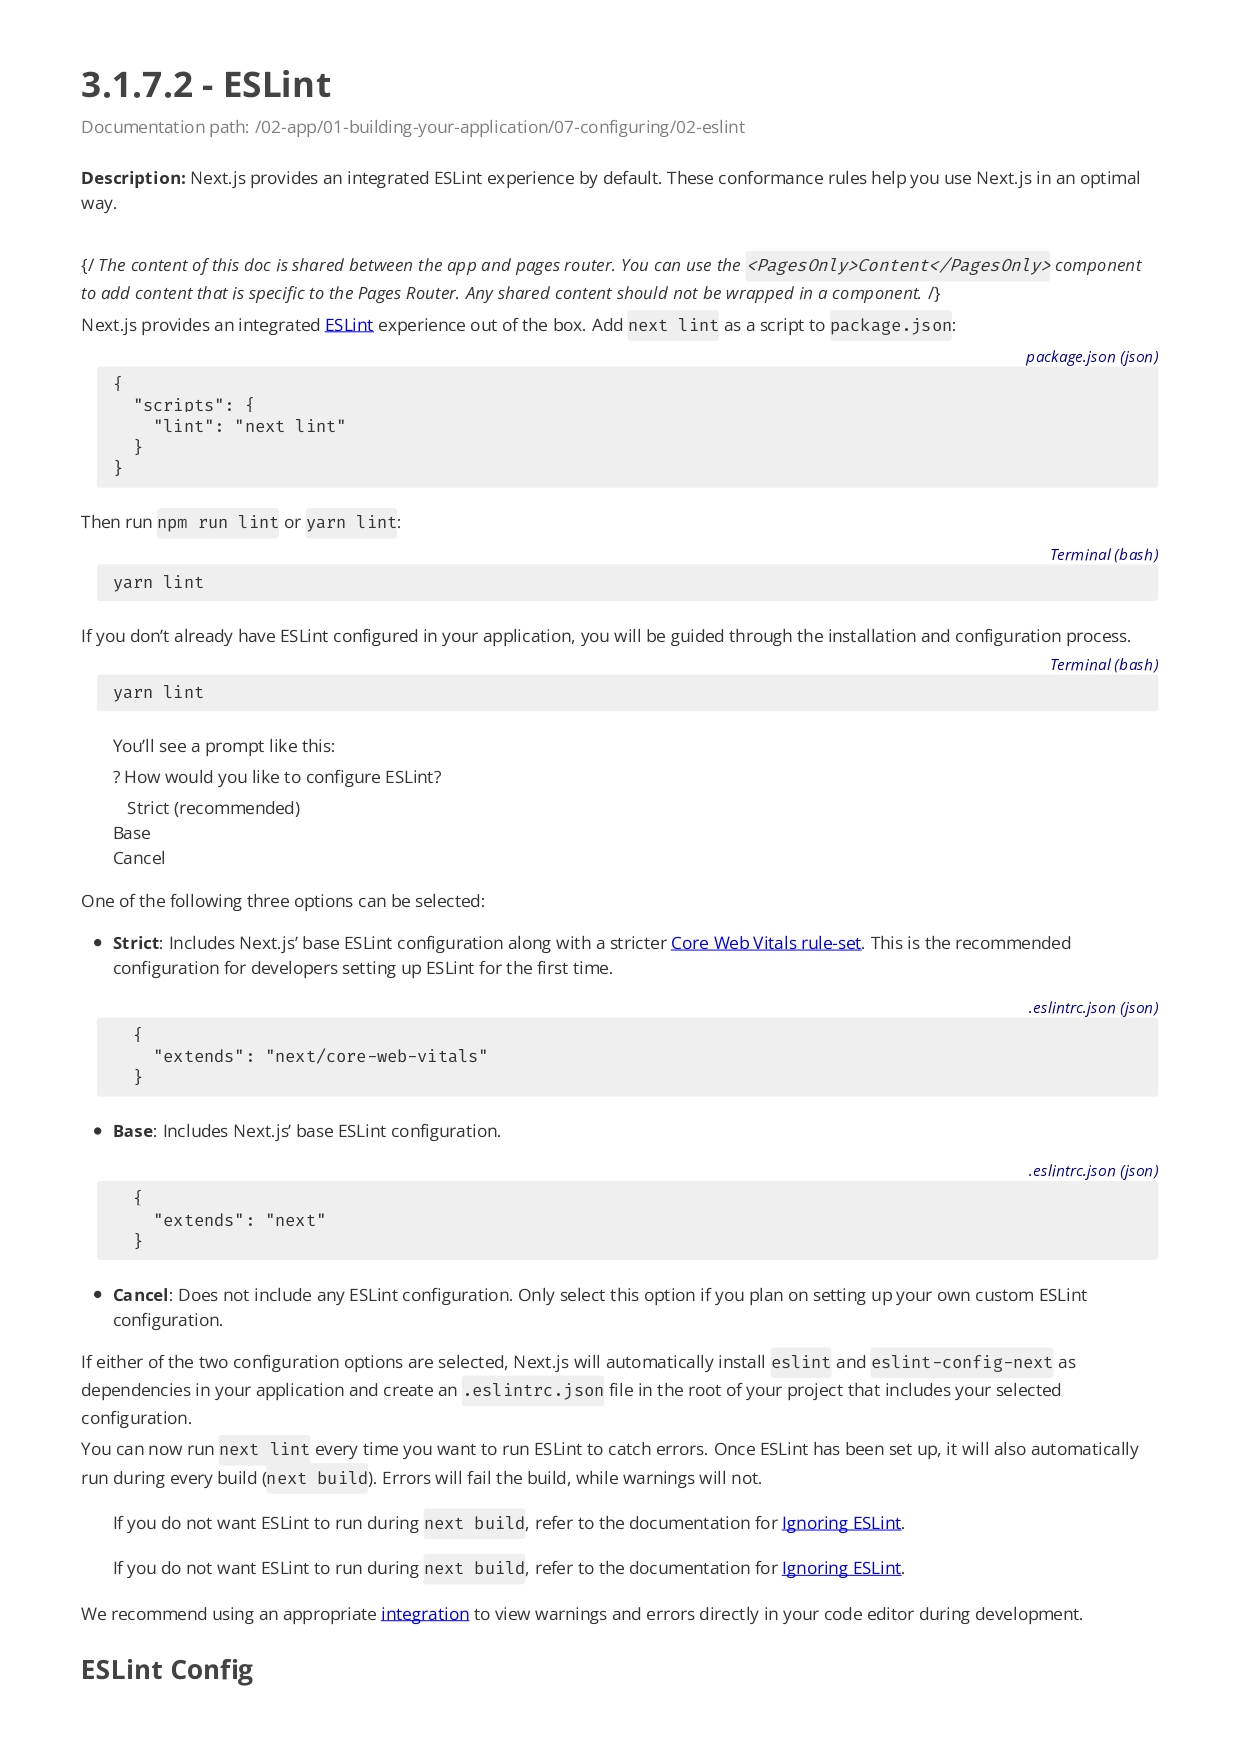 3.1.7.2 - ESLint
Documentation path: /02-app/01-building-your-application/07-configuring/02-eslint
Description: Next.js provides an integrated ESLint experience by default. These conformance rules help you use Next.js in an optimal
way.
{/ The content of this doc is shared between the app and pages router. You can use the <PagesOnly>Content</PagesOnly> component
to add content that is specific to the Pages Router. Any shared content should not be wrapped in a component. /}
Next.js provides an integrated ESLint experience out of the box. Add next lint as a script to package.json:
package.json (json)
{
  "scripts": {
    "lint": "next lint"
  }
}
Then run npm run lint or yarn lint:
Terminal (bash)
yarn lint
If you don’t already have ESLint configured in your application, you will be guided through the installation and configuration process.
Terminal (bash)
yarn lint
You’ll see a prompt like this:
? How would you like to configure ESLint?
Strict (recommended)
Base
Cancel
One of the following three options can be selected:
• Strict: Includes Next.js’ base ESLint configuration along with a stricter Core Web Vitals rule-set. This is the recommended
configuration for developers setting up ESLint for the first time.
.eslintrc.json (json)
{
  "extends": "next/core-web-vitals"
}
• Base: Includes Next.js’ base ESLint configuration.
.eslintrc.json (json)
{
  "extends": "next"
}
• Cancel: Does not include any ESLint configuration. Only select this option if you plan on setting up your own custom ESLint
configuration.
If either of the two configuration options are selected, Next.js will automatically install eslint and eslint-config-next as
dependencies in your application and create an .eslintrc.json file in the root of your project that includes your selected
configuration.
You can now run next lint every time you want to run ESLint to catch errors. Once ESLint has been set up, it will also automatically
run during every build (next build). Errors will fail the build, while warnings will not.
If you do not want ESLint to run during next build, refer to the documentation for Ignoring ESLint.
If you do not want ESLint to run during next build, refer to the documentation for Ignoring ESLint.
We recommend using an appropriate integration to view warnings and errors directly in your code editor during development.
ESLint Config